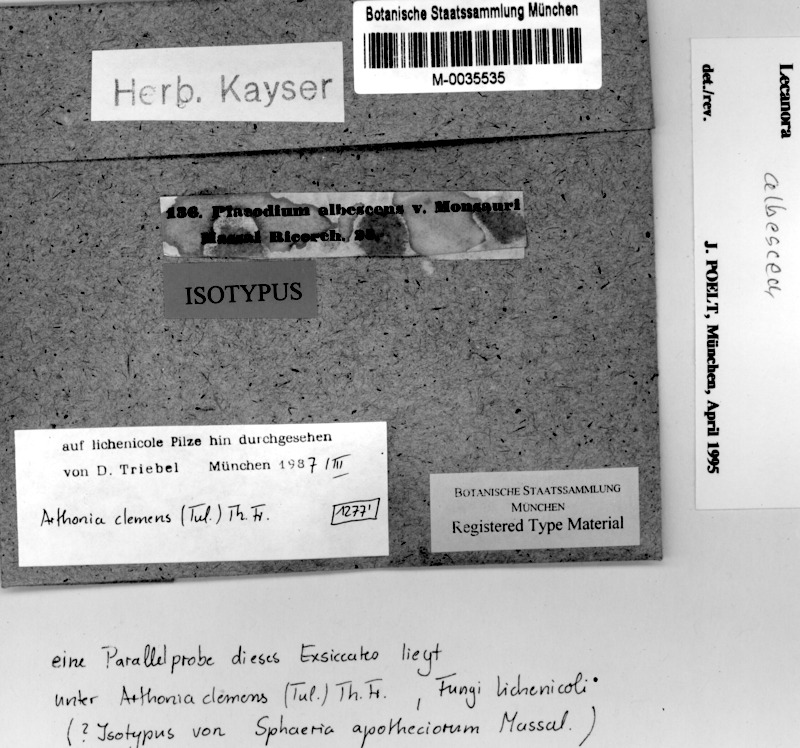 Botanische Staatssammlung München
M-0035535
Herb. Kayser
136. Placodium albescens v. Monzauri
Massal Ricerch. 25.
ISOTYPUS
auf lichenicole Pilze hin durchgesehen
von D. Triebel München 1987/III
Arthonia clemens (Tul.) Th. Fr. 1277'
BOTANISCHE STAATSSAMMLUNG
MÜNCHEN
Registered Type Material
Lecanora
albescens
det./rev. J. POELT, München, April 1995
eine Parallelprobe dieses Exsiccates liegt
unter Arthonia clemens (Tul.) Th. Fr. , Fungi lichenicoli
(? Isotypus von Sphaeria apotheciorum Massal.)